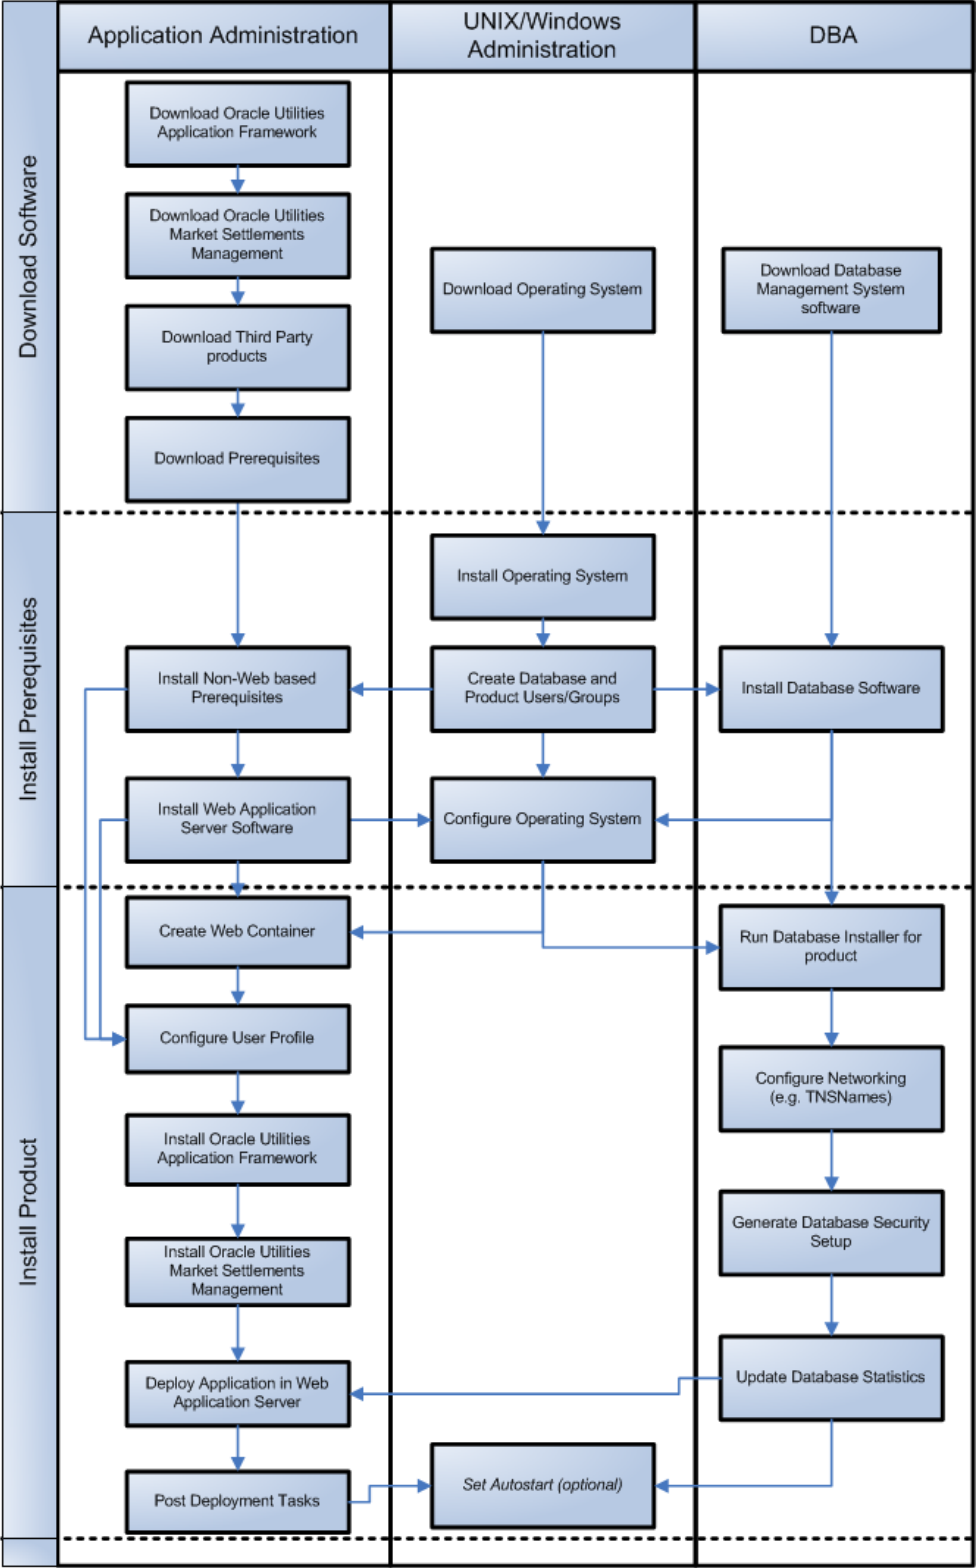 Application Administration
UNIX/Windows
Administration
DBA
Download Software
Download Oracle Utilities
Application Framework
Download Oracle Utilities
Market Settlements
Management
Download Third Party
products
Download Prerequisites
Download Operating System
Download Database
Management System
software
Install Prerequisites
Install Operating System
Install Non-Web based
Prerequisites
Create Database and
Product Users/Groups
Install Database Software
Install Web Application
Server Software
Configure Operating System
Install Product
Create Web Container
Run Database Installer for
product
Configure User Profile
Configure Networking
(e.g. TNSNames)
Install Oracle Utilities
Application Framework
Generate Database Security
Setup
Install Oracle Utilities
Market Settlements
Management
Deploy Application in Web
Application Server
Update Database Statistics
Post Deployment Tasks
Set Autostart (optional)